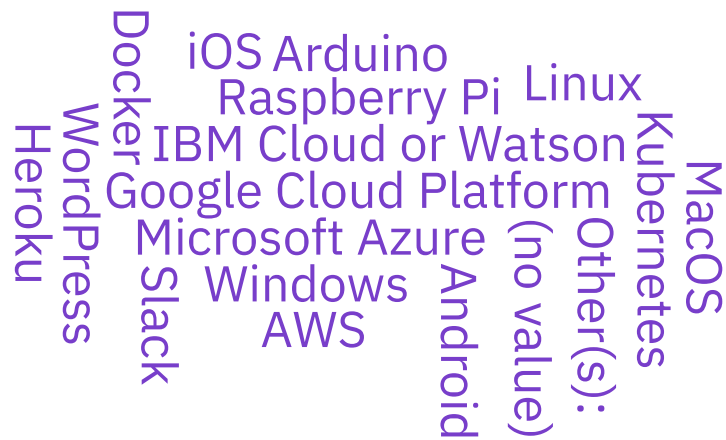 Docker
iOS
Arduino
Raspberry Pi
Linux
IBM Cloud or Watson
Google Cloud Platform
Microsoft Azure
Windows
AWS
Heroku
WordPress
Slack
Android
(no value)
Other(s):
Kubernetes
MacOS